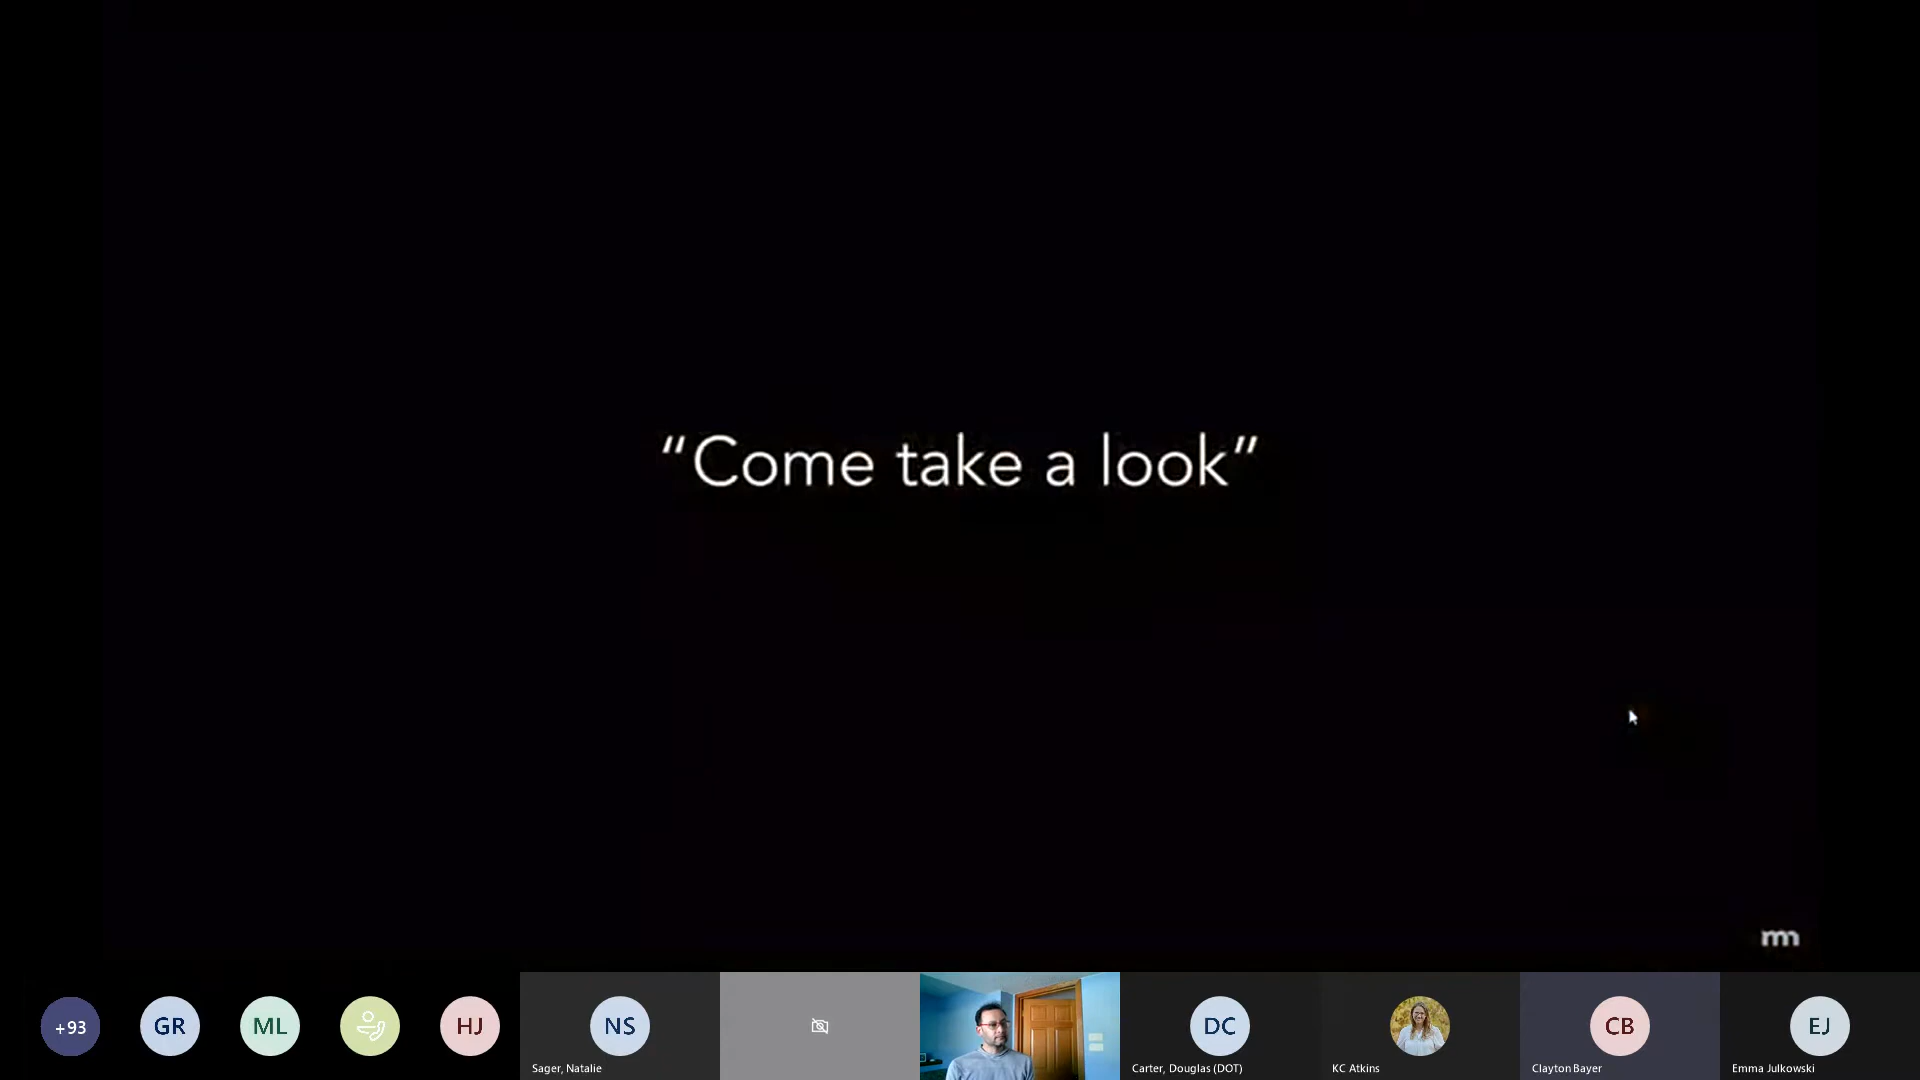 “Come take a look”
rm
+93
GR
ML
HJ
NS
DC
CB
EJ
Sager, Natalie
Carter, Douglas (DOT)
KC Atkins
Clayton Bayer
Emma Julkowski